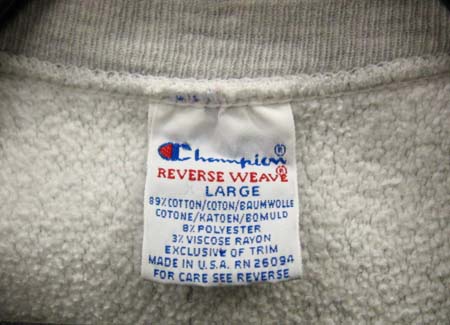 Champion®
REVERSE WEAVE®
LARGE
89% COTTON/COTON/BAUMWOLLE
COTONE/KATOEN/BOMULD
8% POLYESTER
3% VISCOSE RAYON
EXCLUSIVE OF TRIM
MADE IN U.S.A. RN 26094
FOR CARE SEE REVERSE